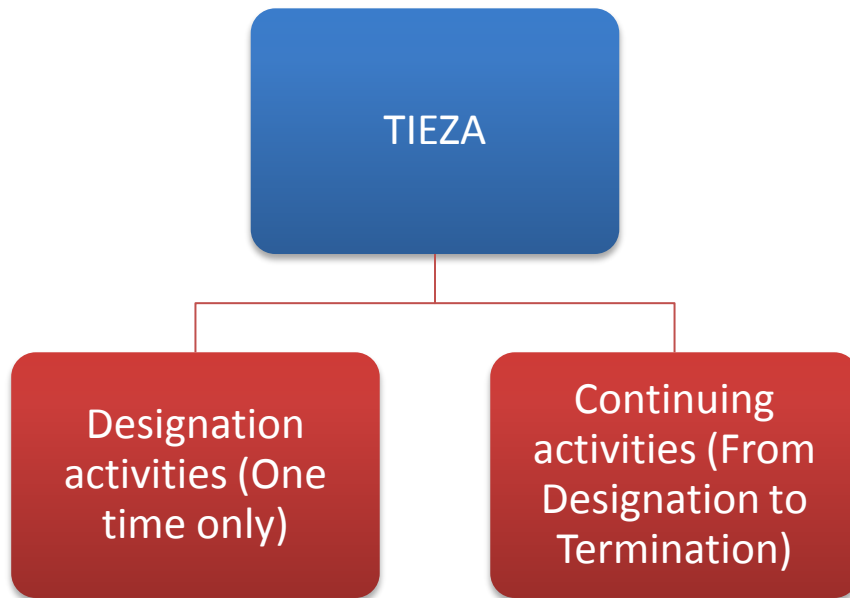 TIEZA
Designation
activities (One
time only)
Continuing
activities (From
Designation to
Termination)